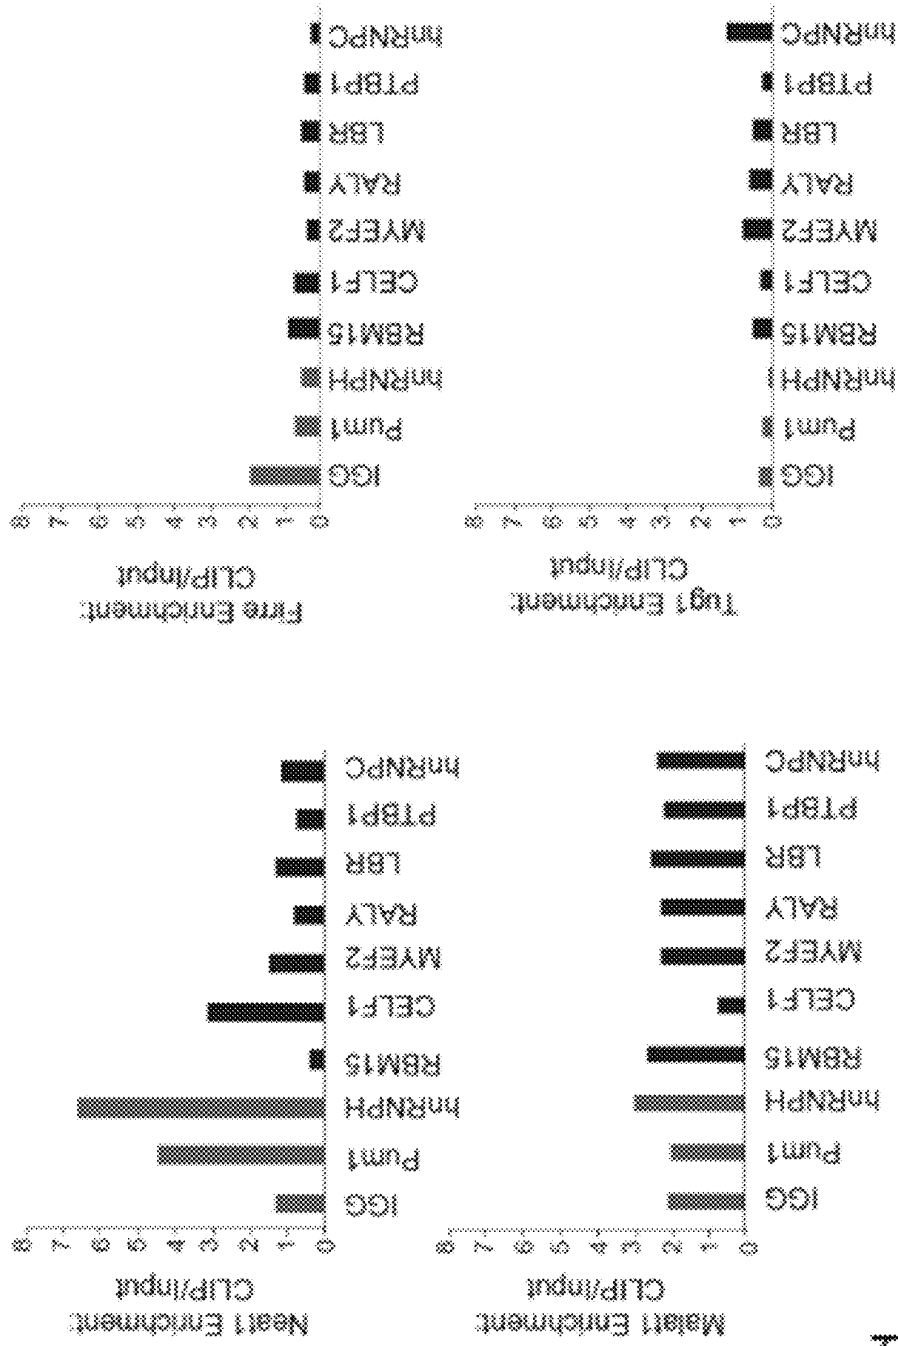 Neat1 Enrichment:
CLIP/Input
8
7
6
5
4
3
2
1
0
IGG
Pum1
hnRNPH
RBM15
CELF1
MYEF2
RALY
LBR
PTBP1
hnRNPC
Firre Enrichment:
CLIP/Input
8
7
6
5
4
3
2
1
0
IGG
Pum1
hnRNPH
RBM15
CELF1
MYEF2
RALY
LBR
PTBP1
hnRNPC
Malat1 Enrichment:
CLIP/Input
8
7
6
5
4
3
2
1
0
IGG
Pum1
hnRNPH
RBM15
CELF1
MYEF2
RALY
LBR
PTBP1
hnRNPC
Tug1 Enrichment:
CLIP/Input
8
7
6
5
4
3
2
1
0
IGG
Pum1
hnRNPH
RBM15
CELF1
MYEF2
RALY
LBR
PTBP1
hnRNPC